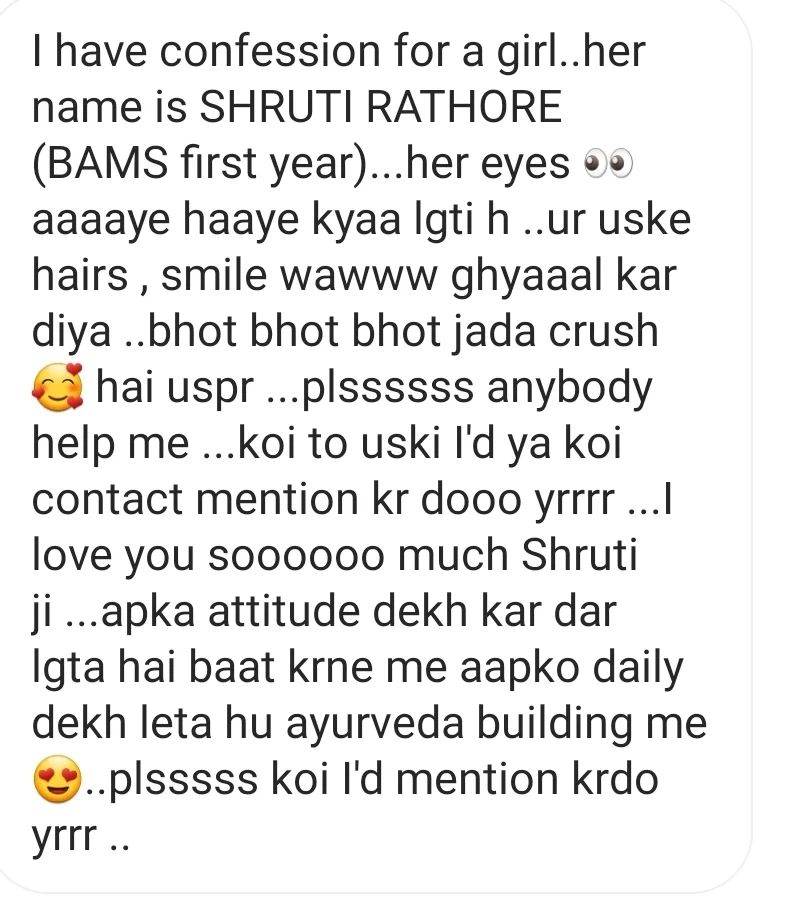 I have confession for a girl..her
name is SHRUTI RATHORE
(BAMS first year)...her eyes 👀
aaaaye haaye kyaa lgti h ..ur uske
hairs , smile wawww ghyaaal kar
diya ..bhot bhot bhot jada crush
🥰 hai uspr ...plssssss anybody
help me ...koi to uski I'd ya koi
contact mention kr dooo yrrrr ...I
love you soooooo much Shruti
ji ...apka attitude dekh kar dar
lgta hai baat krne me aapko daily
dekh leta hu ayurveda building me
😍..plsssss koi I'd mention krdo
yrrr ..